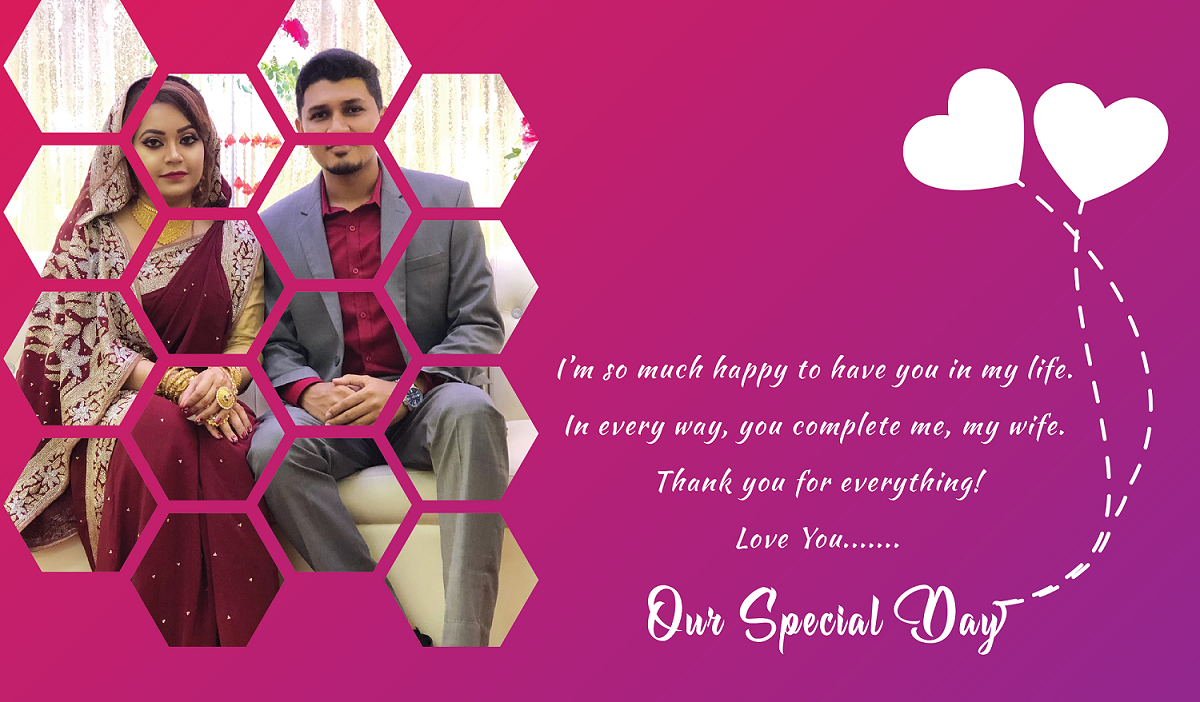 I'm so much happy to have you in my life.
In every way, you complete me, my wife.
Thank you for everything!
Love You.......
Our Special Day